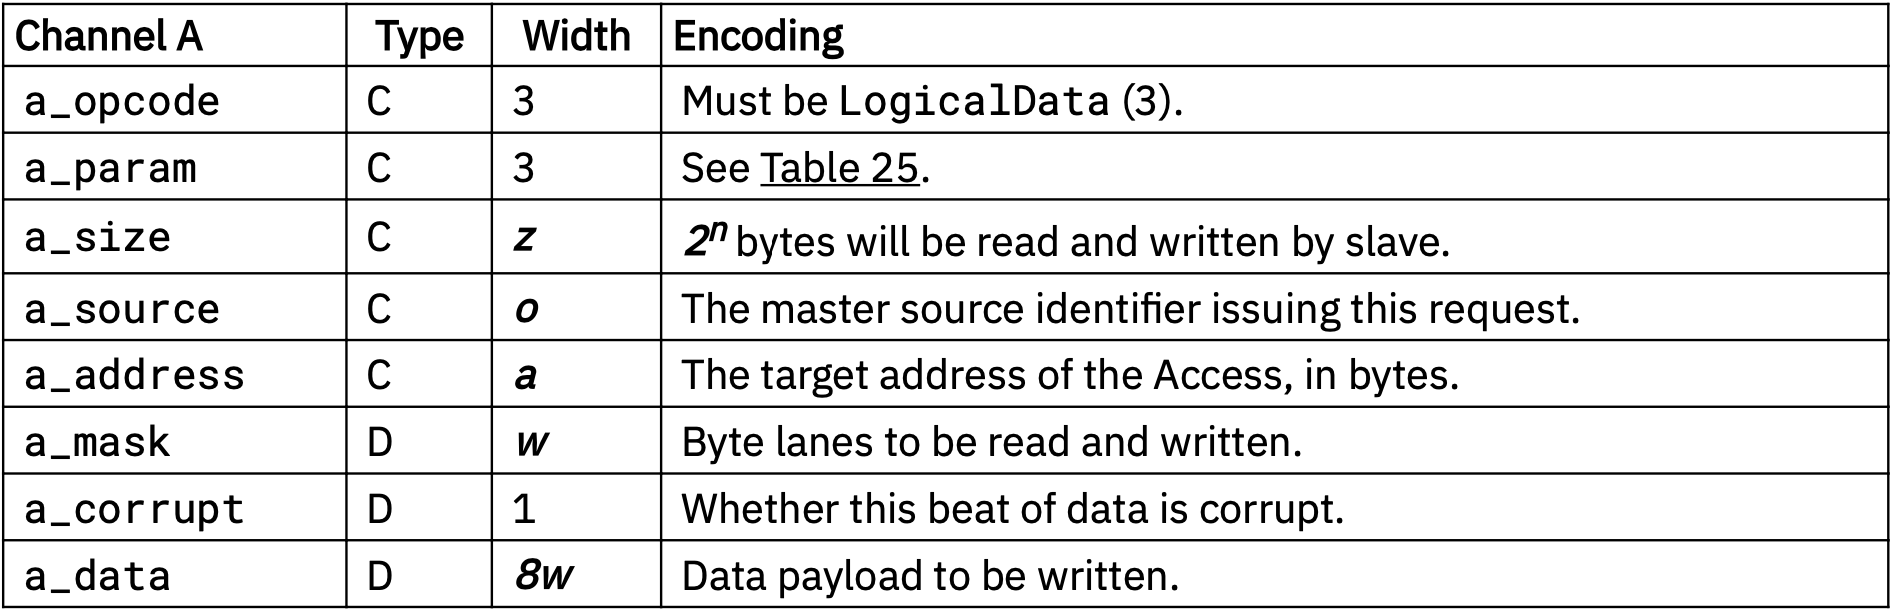 Channel A Type Width Encoding
a_opcode C 3 Must be LogicalData (3).
a_param C 3 See Table 25.
a_size C z 2ⁿ bytes will be read and written by slave.
a_source C o The master source identifier issuing this request.
a_address C a The target address of the Access, in bytes.
a_mask D w Byte lanes to be read and written.
a_corrupt D 1 Whether this beat of data is corrupt.
a_data D 8w Data payload to be written.